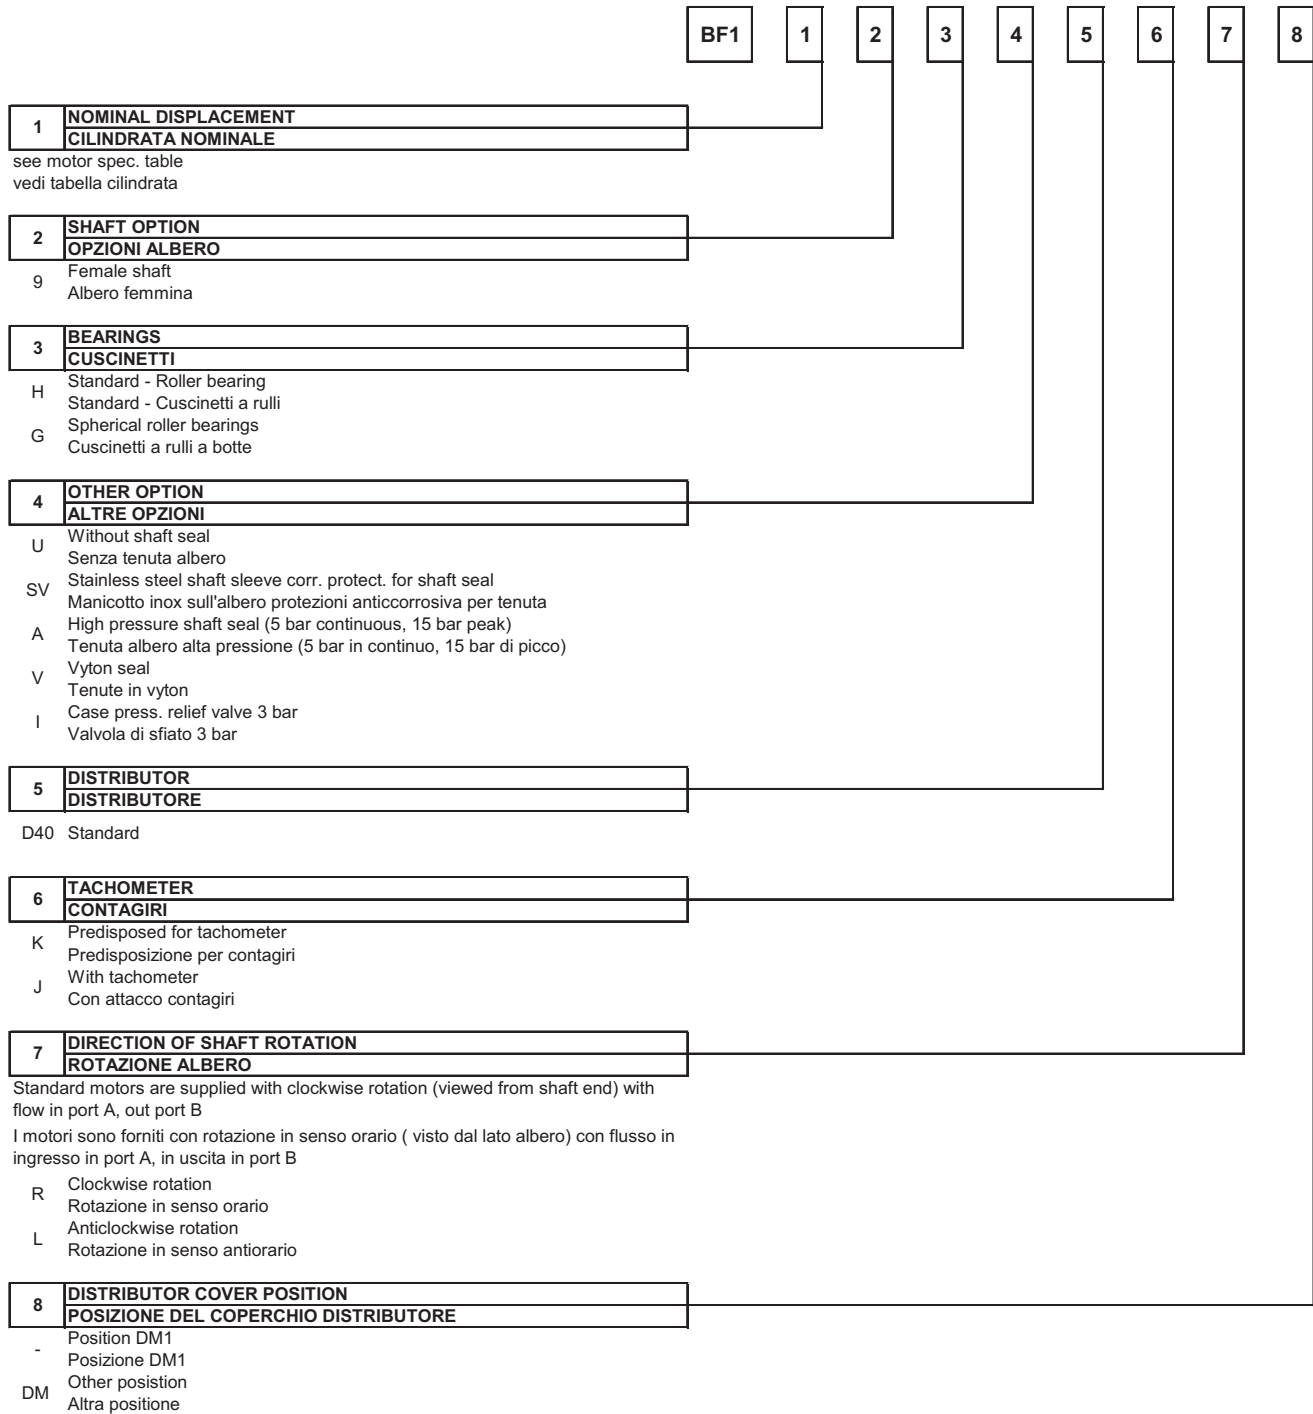 BF1 1 2 3 4 5 6 7 8
1 NOMINAL DISPLACEMENT
CILINDRATA NOMINALE
see motor spec. table
vedi tabella cilindrata
2 SHAFT OPTION
OPZIONI ALBERO
9 Female shaft
Albero femmina
3 BEARINGS
CUSCINETTI
H Standard - Roller bearing
Standard - Cuscinetti a rulli
G Spherical roller bearings
Cuscinetti a rulli a botte
4 OTHER OPTION
ALTRE OPZIONI
U Without shaft seal
Senza tenuta albero
SV Stainless steel shaft sleeve corr. protect. for shaft seal
Manicotto inox sull'albero protezioni anticcorrosiva per tenuta
A High pressure shaft seal (5 bar continuous, 15 bar peak)
Tenuta albero alta pressione (5 bar in continuo, 15 bar di picco)
V Vyton seal
Tenute in vyton
I Case press. relief valve 3 bar
Valvola di sfiato 3 bar
5 DISTRIBUTOR
DISTRIBUTORE
D40 Standard
6 TACHOMETER
CONTAGIRI
K Predisposed for tachometer
Predisposizione per contagiri
J With tachometer
Con attacco contagiri
7 DIRECTION OF SHAFT ROTATION
ROTAZIONE ALBERO
Standard motors are supplied with clockwise rotation (viewed from shaft end) with
flow in port A, out port B
I motori sono forniti con rotazione in senso orario ( visto dal lato albero) con flusso in
ingresso in port A, in uscita in port B
R Clockwise rotation
Rotazione in senso orario
L Anticlockwise rotation
Rotazione in senso antiorario
8 DISTRIBUTOR COVER POSITION
POSIZIONE DEL COPERCHIO DISTRIBUTORE
- Position DM1
Posizione DM1
DM Other posistion
Altra positione